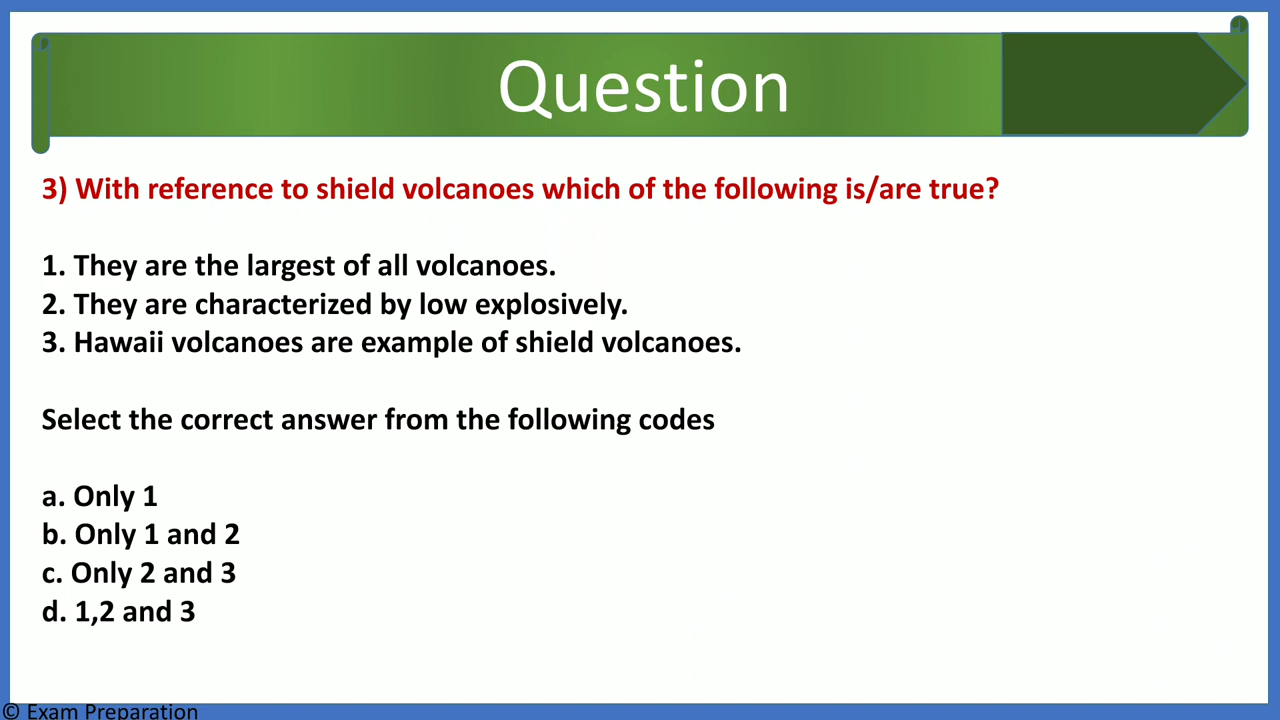 Question
3) With reference to shield volcanoes which of the following is/are true?
1. They are the largest of all volcanoes.
2. They are characterized by low explosively.
3. Hawaii volcanoes are example of shield volcanoes.
Select the correct answer from the following codes
a. Only 1
b. Only 1 and 2
c. Only 2 and 3
d. 1,2 and 3
© Exam Preparation